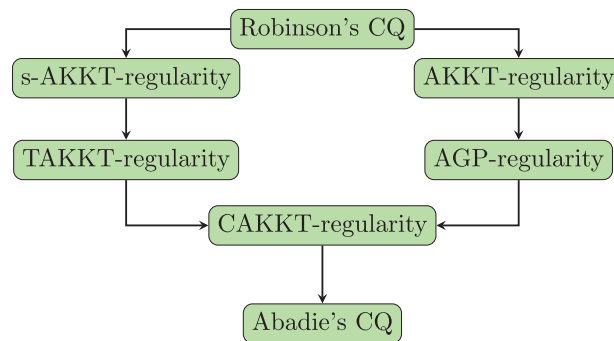 Robinson's CQ
s-AKKT-regularity
AKKT-regularity
TAKKT-regularity
AGP-regularity
CAKKT-regularity
Abadie's CQ